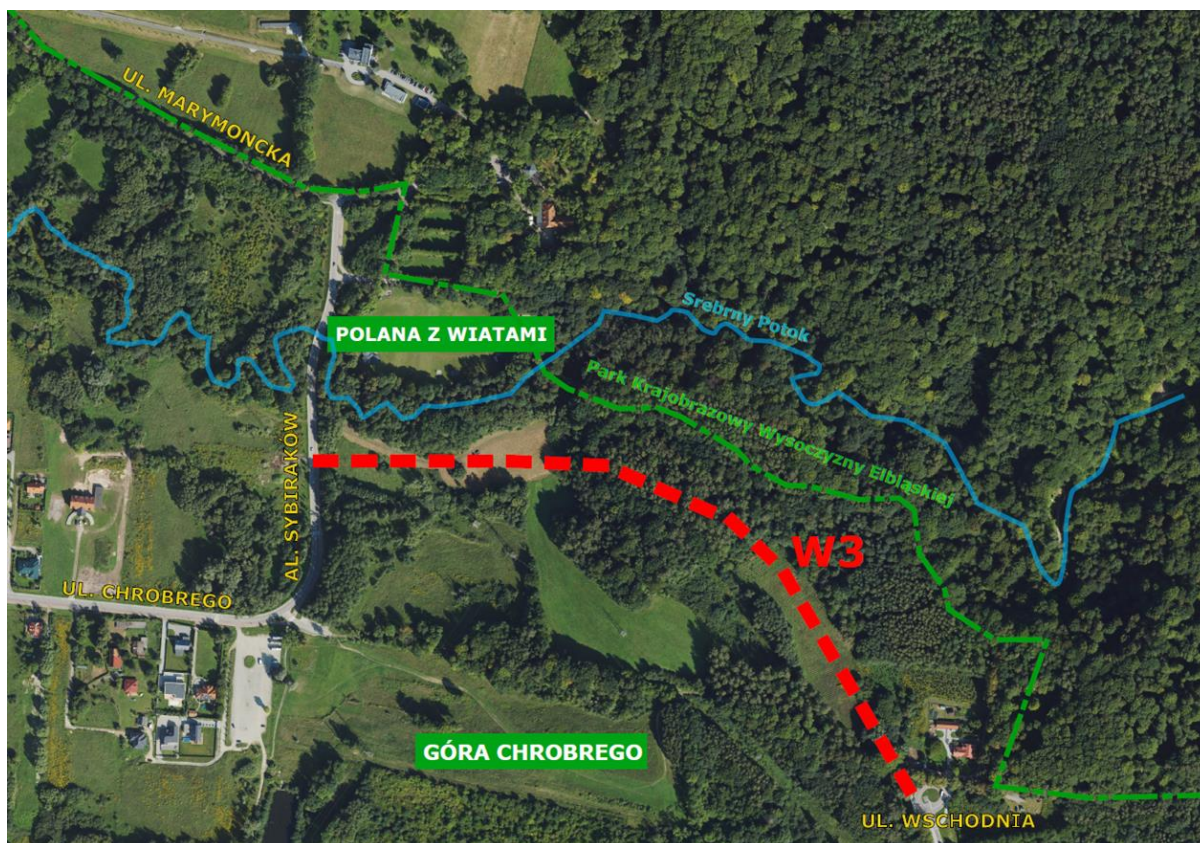 UL. MARYMONCKA
Srebrny Potok
POLANA Z WIATAMI
Park Krajobrazowy Wysoczyzny Elbląskiej
AL. SYBIRAKÓW
W3
UL. CHROBREGO
GÓRA CHROBREGO
UL. WSCHODNIA